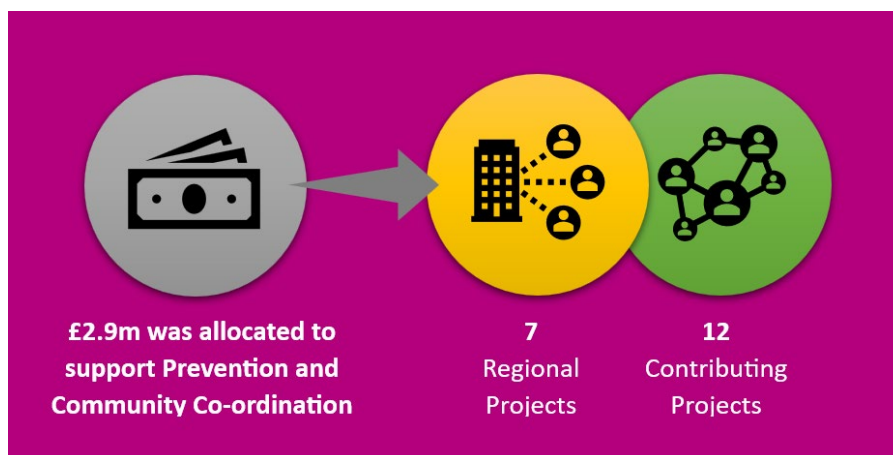 £2.9m was allocated to
support Prevention and
Community Co-ordination
7
Regional
Projects
12
Contributing
Projects